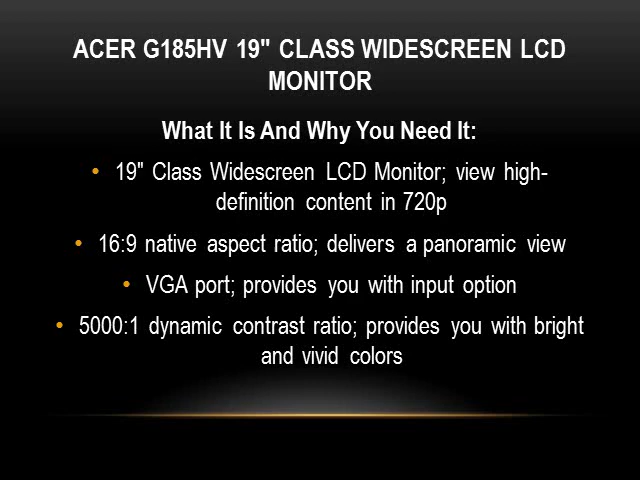 ACER G185HV 19" CLASS WIDESCREEN LCD
MONITOR
What It Is And Why You Need It:
• 19" Class Widescreen LCD Monitor; view high-
definition content in 720p
• 16:9 native aspect ratio; delivers a panoramic view
• VGA port; provides you with input option
• 5000:1 dynamic contrast ratio; provides you with bright
and vivid colors